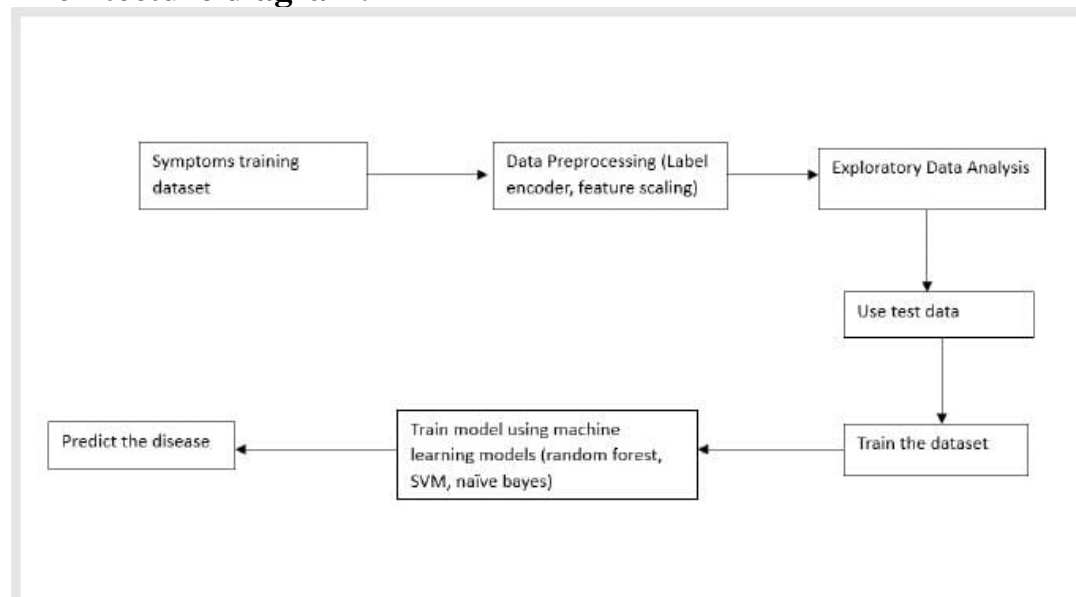 Symptoms training
dataset
Data Preprocessing (Label
encoder, feature scaling)
Exploratory Data Analysis
Use test data
Train the dataset
Train model using machine
learning models (random forest,
SVM, naïve bayes)
Predict the disease